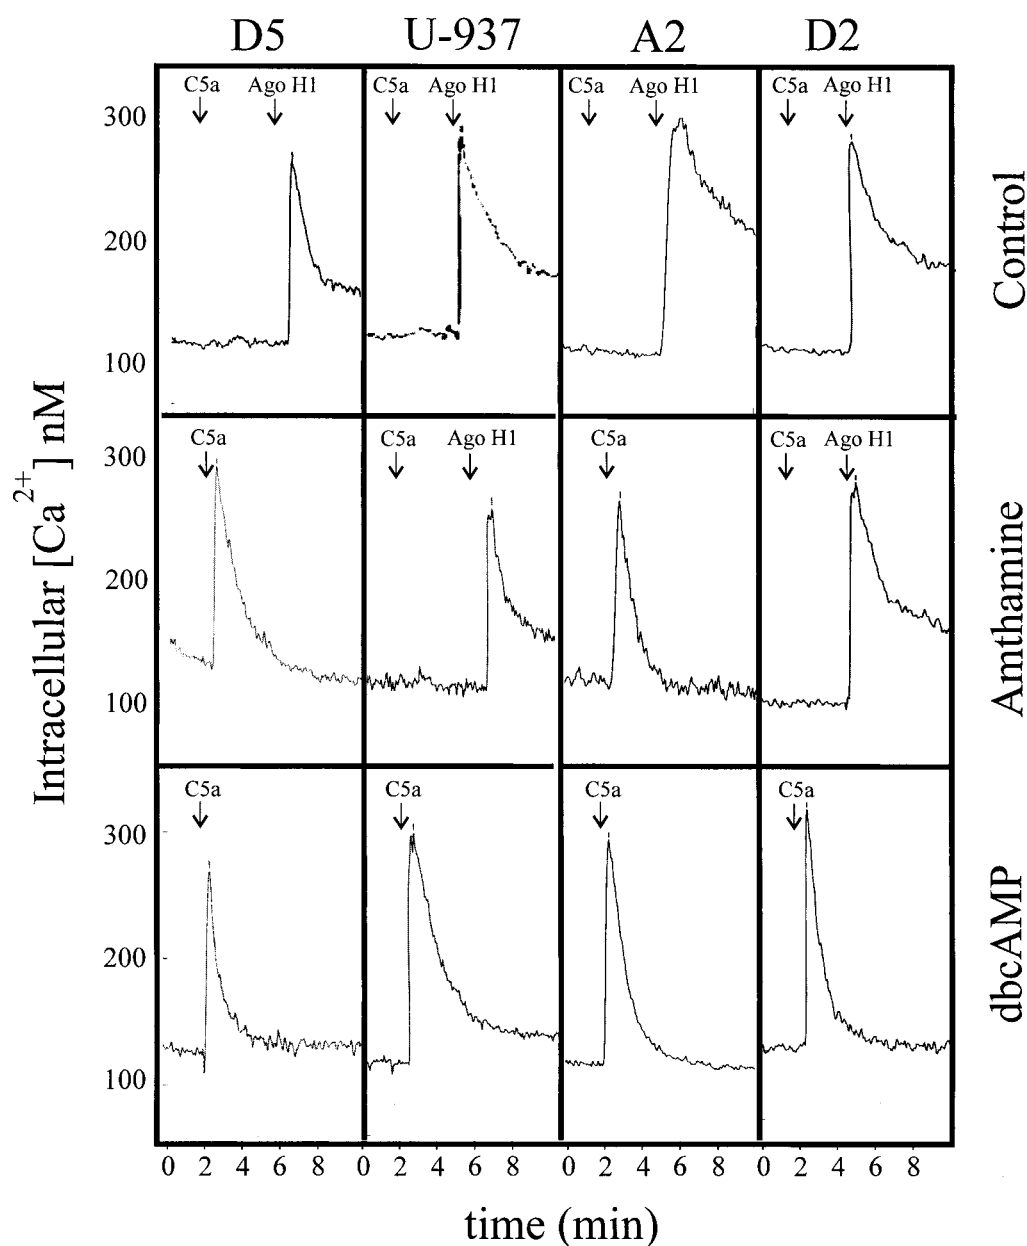 D5 U-937 A2 D2
C5a Ago H1 C5a Ago H1 C5a Ago H1 C5a Ago H1
300
200
100
Control
C5a C5a Ago H1 C5a C5a Ago H1
300
200
100
Amthamine
C5a C5a C5a C5a
300
200
100
dbcAMP
Intracellular [Ca2+] nM
0 2 4 6 8 0 2 4 6 8 0 2 4 6 8 0 2 4 6 8
time (min)